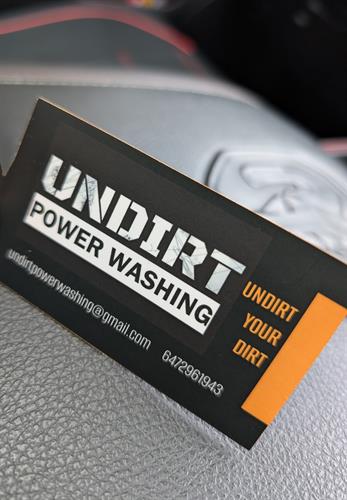 UNDIRT
POWER WASHING
undirtpowerwashing@gmail.com
6472961943
UNDIRT
YOUR
DIRT